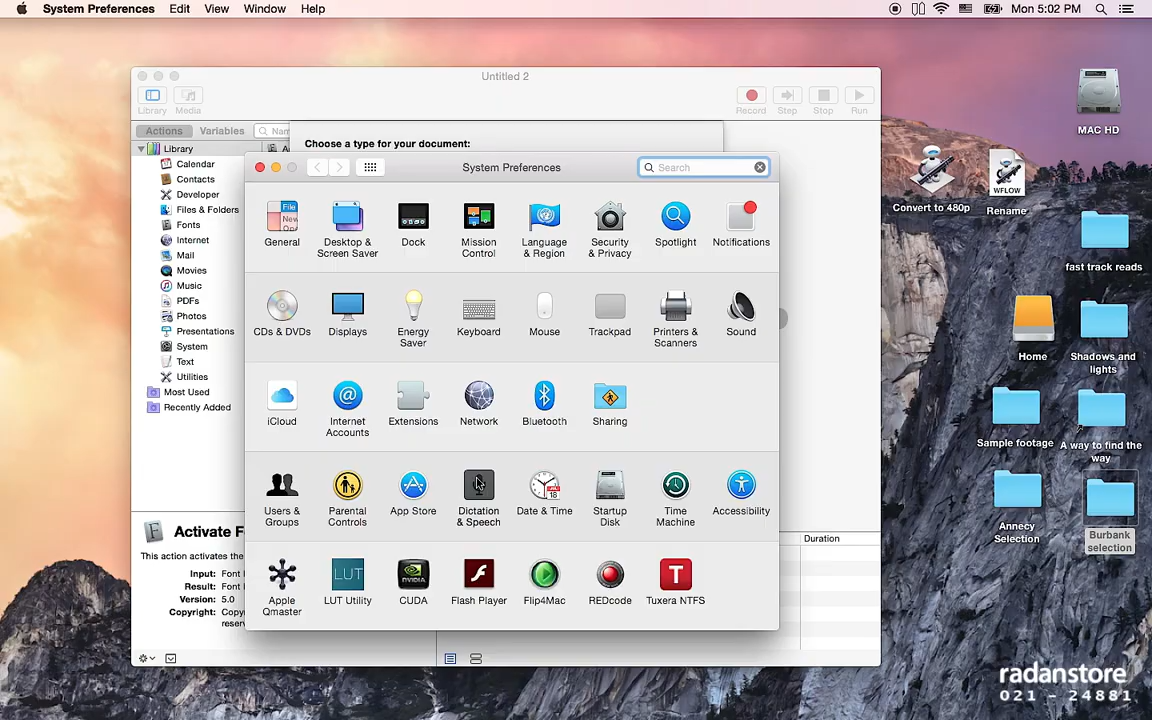 System Preferences Edit View Window Help
Mon 5:02 PM
Untitled 2
Library Media
Record Step Stop Run
Actions Variables Nam
Choose a type for your document:
Library
Calendar
Contacts
Developer
Files & Folders
Fonts
Internet
Mail
Movies
Music
PDFs
Photos
Presentations
System
Text
Utilities
Most Used
Recently Added
System Preferences
Search
General
Desktop &
Screen Saver
Dock
Mission
Control
Language
& Region
Security
& Privacy
Spotlight
Notifications
CDs & DVDs
Displays
Energy
Saver
Keyboard
Mouse
Trackpad
Printers &
Scanners
Sound
iCloud
Internet
Accounts
Extensions
Network
Bluetooth
Sharing
Users &
Groups
Parental
Controls
App Store
Dictation
& Speech
Date & Time
Startup
Disk
Time
Machine
Accessibility
Apple
Qmaster
LUT Utility
CUDA
Flash Player
Flip4Mac
REDcode
Tuxera NTFS
Activate F
This action activates the
Input: Font
Result: Font
Version: 5.0
Copyright: Copy
rese
Duration
MAC HD
Convert to 480p
WFLOW
Rename
fast track reads
Home
Shadows and
lights
Sample footage
A way to find the
way
Annecy
Selection
Burbank
selection
radanstore
021 – 24881